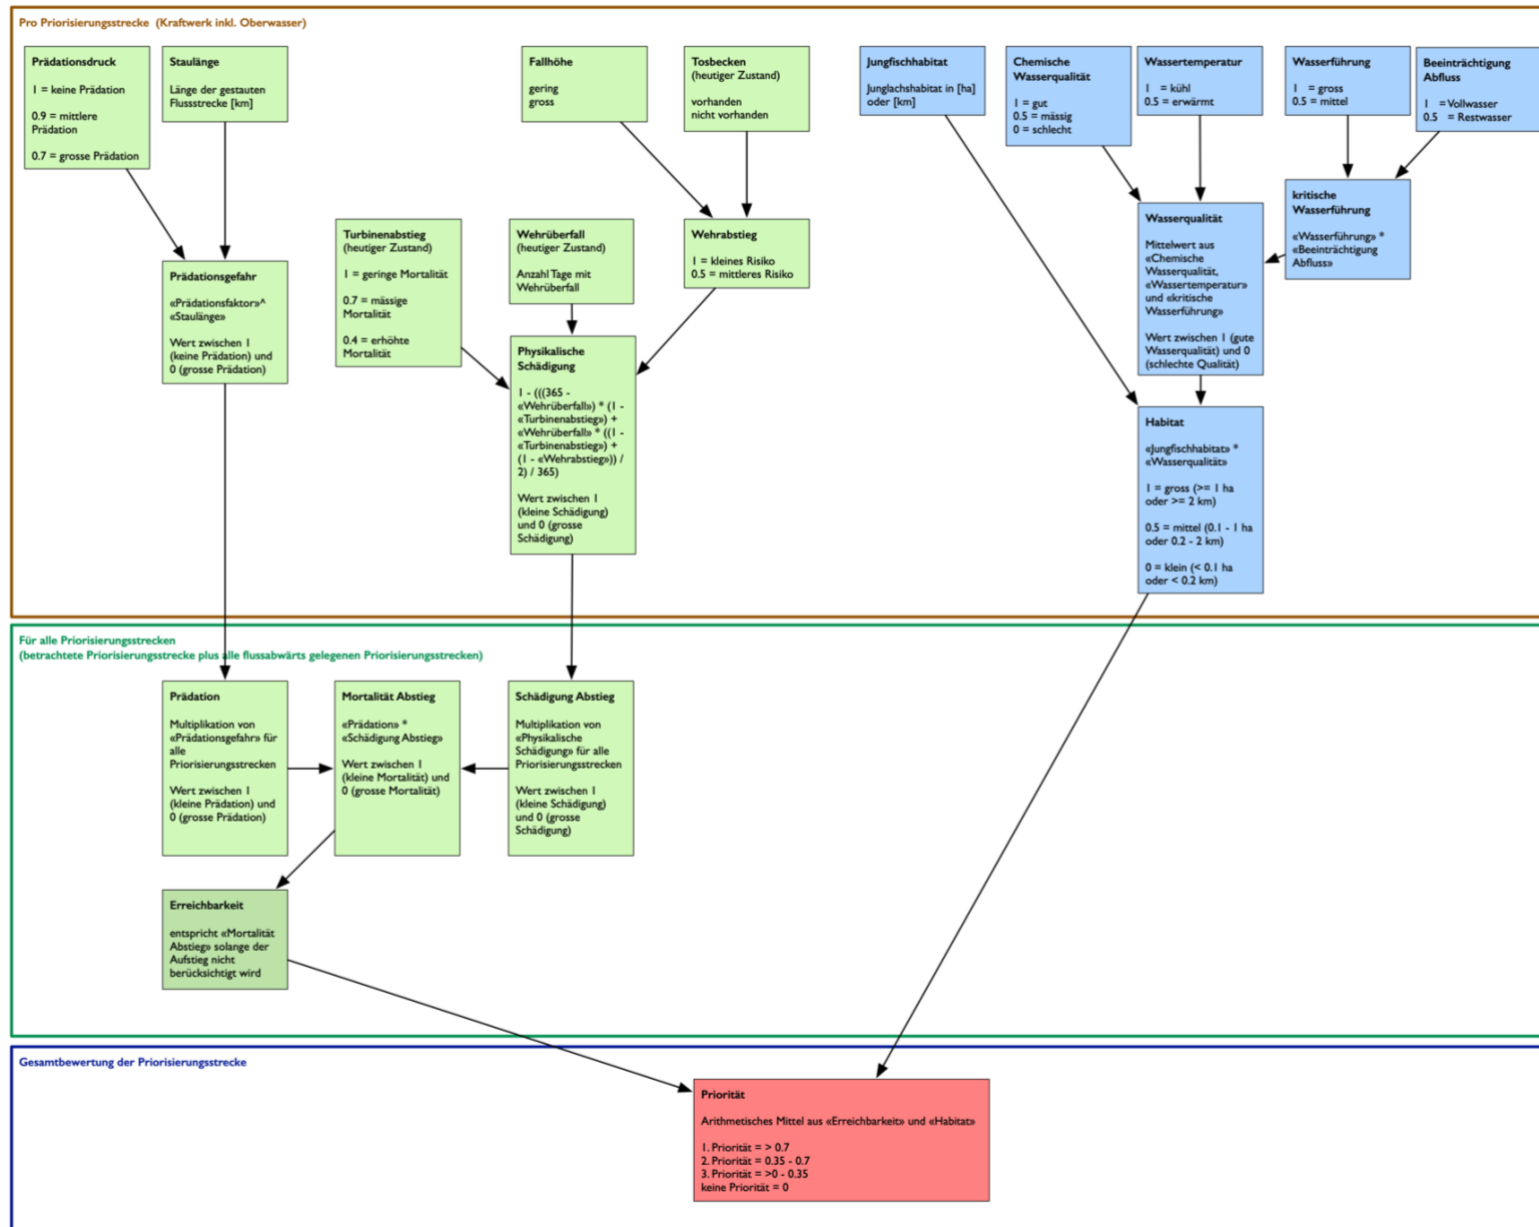 Pro Priorisierungsstrecke (Kraftwerk inkl. Oberwasser)
Prädationsdruck
1 = keine Prädation
0.9 = mittlere
Prädation
0.7 = grosse Prädation
Staulänge
Länge der gestauten
Flussstrecke [km]
Fallhöhe
gering
gross
Tosbecken
(heutiger Zustand)
vorhanden
nicht vorhanden
Jungfischhabitat
Junglachshabitat in [ha]
oder [km]
Chemische
Wasserqualität
1 = gut
0.5 = mässig
0 = schlecht
Wassertemperatur
1 = kühl
0.5 = erwärmt
Wasserführung
1 = gross
0.5 = mittel
Beeinträchtigung
Abfluss
1 = Vollwasser
0.5 = Restwasser
Prädationsgefahr
«Prädationsfaktor»^
«Staulänge»
Wert zwischen 1
(keine Prädation) und
0 (grosse Prädation)
Turbinenabstieg
(heutiger Zustand)
1 = geringe Mortalität
0.7 = mässige
Mortalität
0.4 = erhöhte
Mortalität
Wehrüberfall
(heutiger Zustand)
Anzahl Tage mit
Wehrüberfall
Wehrabstieg
1 = kleines Risiko
0.5 = mittleres Risiko
Physikalische
Schädigung
1 - (((365 -
«Wehrüberfall») * (1 -
«Turbinenabstieg») +
«Wehrüberfall» * ((1 -
«Turbinenabstieg») +
(1 - «Wehrabstieg»)) /
2) / 365)
Wert zwischen 1
(kleine Schädigung)
und 0 (grosse
Schädigung)
kritische
Wasserführung
«Wasserführung» *
«Beeinträchtigung
Abfluss»
Wasserqualität
Mittelwert aus
«Chemische
Wasserqualität,
«Wassertemperatur»
und «kritische
Wasserführung»
Wert zwischen 1 (gute
Wasserqualität) und 0
(schlechte Qualität)
Habitat
«Jungfischhabitat» *
«Wasserqualität»
1 = gross (>= 1 ha
oder >= 2 km)
0.5 = mittel (0.1 - 1 ha
oder 0.2 - 2 km)
0 = klein (< 0.1 ha
oder < 0.2 km)
Für alle Priorisierungsstrecken
(betrachtete Priorisierungsstrecke plus alle flussabwärts gelegenen Priorisierungsstrecken)
Prädation
Multiplikation von
«Prädationsgefahr» für
alle
Priorisierungsstrecken
Wert zwischen 1
(kleine Prädation) und
0 (grosse Prädation)
Mortalität Abstieg
«Prädation» *
«Schädigung Abstieg»
Wert zwischen 1
(kleine Mortalität) und
0 (grosse Mortalität)
Schädigung Abstieg
Multiplikation von
«Physikalische
Schädigung» für alle
Priorisierungsstrecken
Wert zwischen 1
(kleine Schädigung)
und 0 (grosse
Schädigung)
Erreichbarkeit
entspricht «Mortalität
Abstieg» solange der
Aufstieg nicht
berücksichtigt wird
Gesamtbewertung der Priorisierungsstrecke
Priorität
Arithmetisches Mittel aus «Erreichbarkeit» und «Habitat»
1. Priorität = > 0.7
2. Priorität = 0.35 - 0.7
3. Priorität = >0 - 0.35
keine Priorität = 0